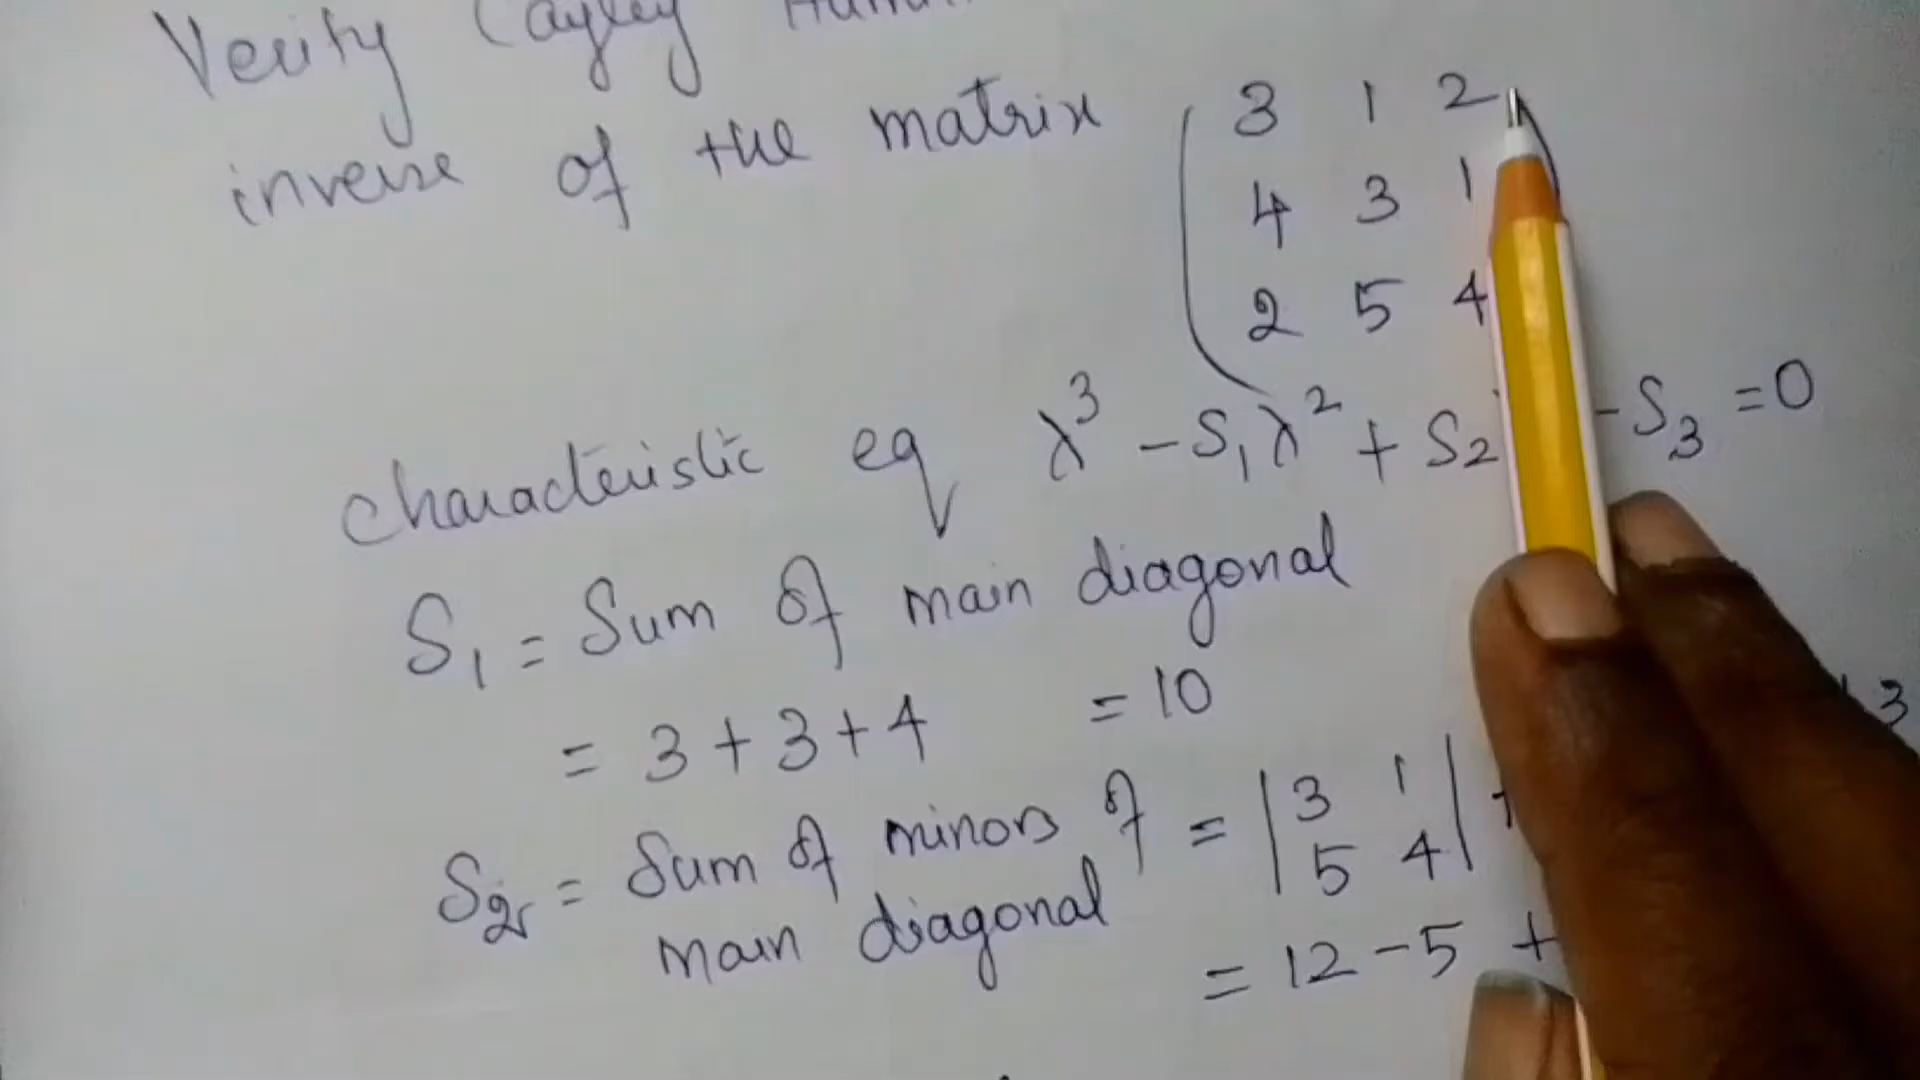 Verify Cayley
inverse of the matrix
3 1 2
4 3 1
2 5 4
characteristic eq λ³ - S₁λ² + S₂ - S₃ = 0
S₁ = Sum of main diagonal
= 3 + 3 + 4 = 10
S₂ = Sum of minors of = |3 1|
main diagonal |5 4| +
= 12 - 5 +
3